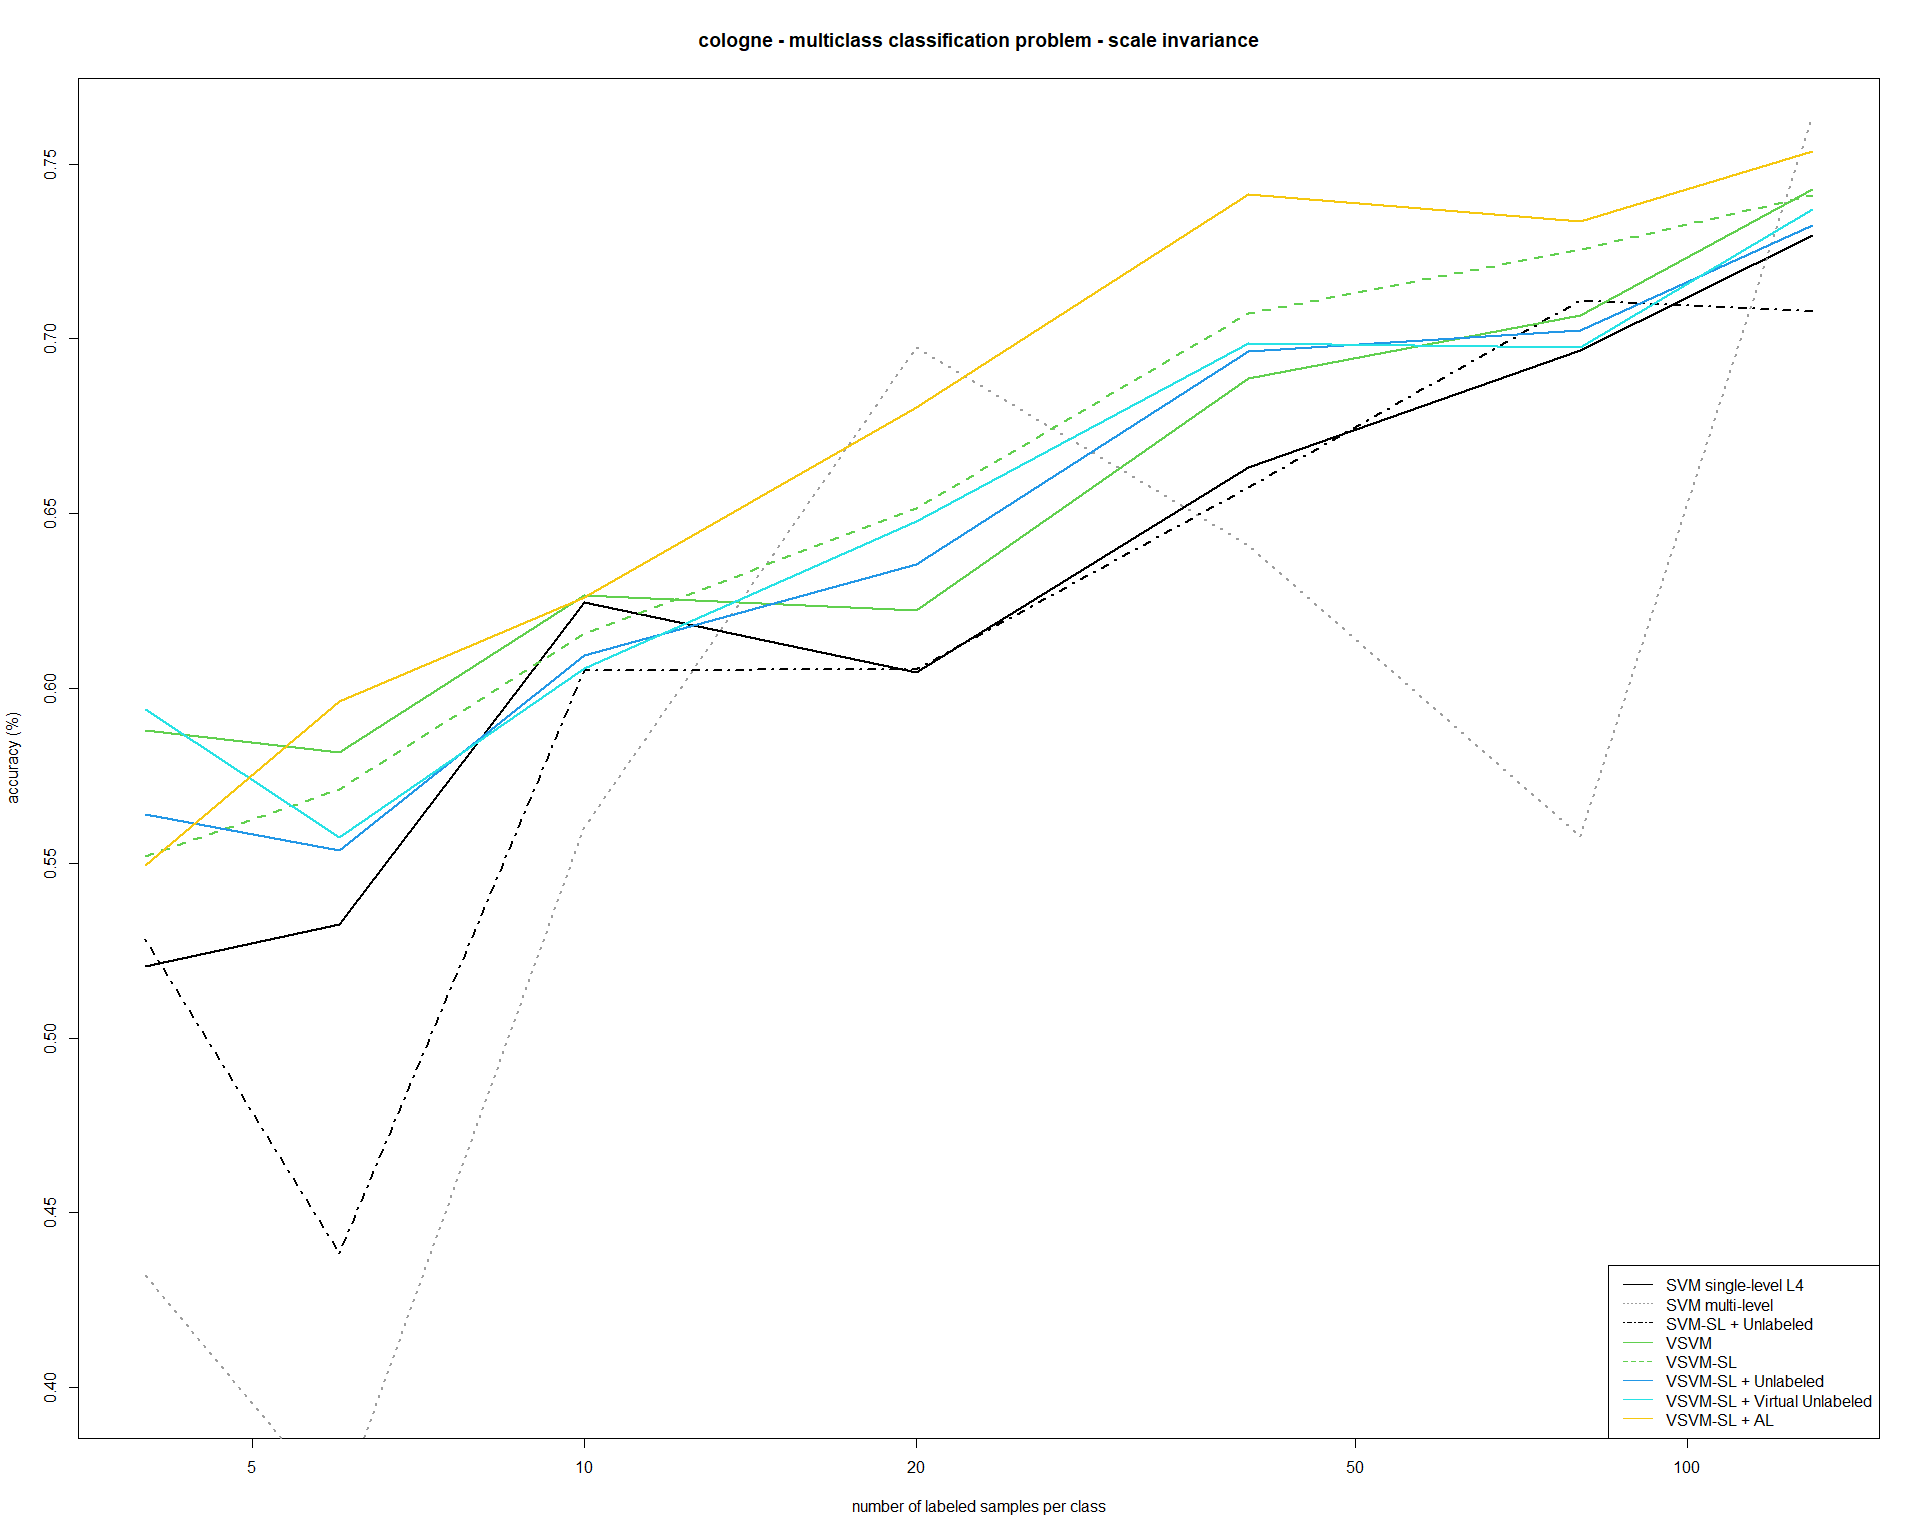 cologne - multiclass classification problem - scale invariance
accuracy (%)
0.75
0.70
0.65
0.60
0.55
0.50
0.45
0.40
5
10
20
50
100
number of labeled samples per class
SVM single-level L4
SVM multi-level
SVM-SL + Unlabeled
VSVM
VSVM-SL
VSVM-SL + Unlabeled
VSVM-SL + Virtual Unlabeled
VSVM-SL + AL